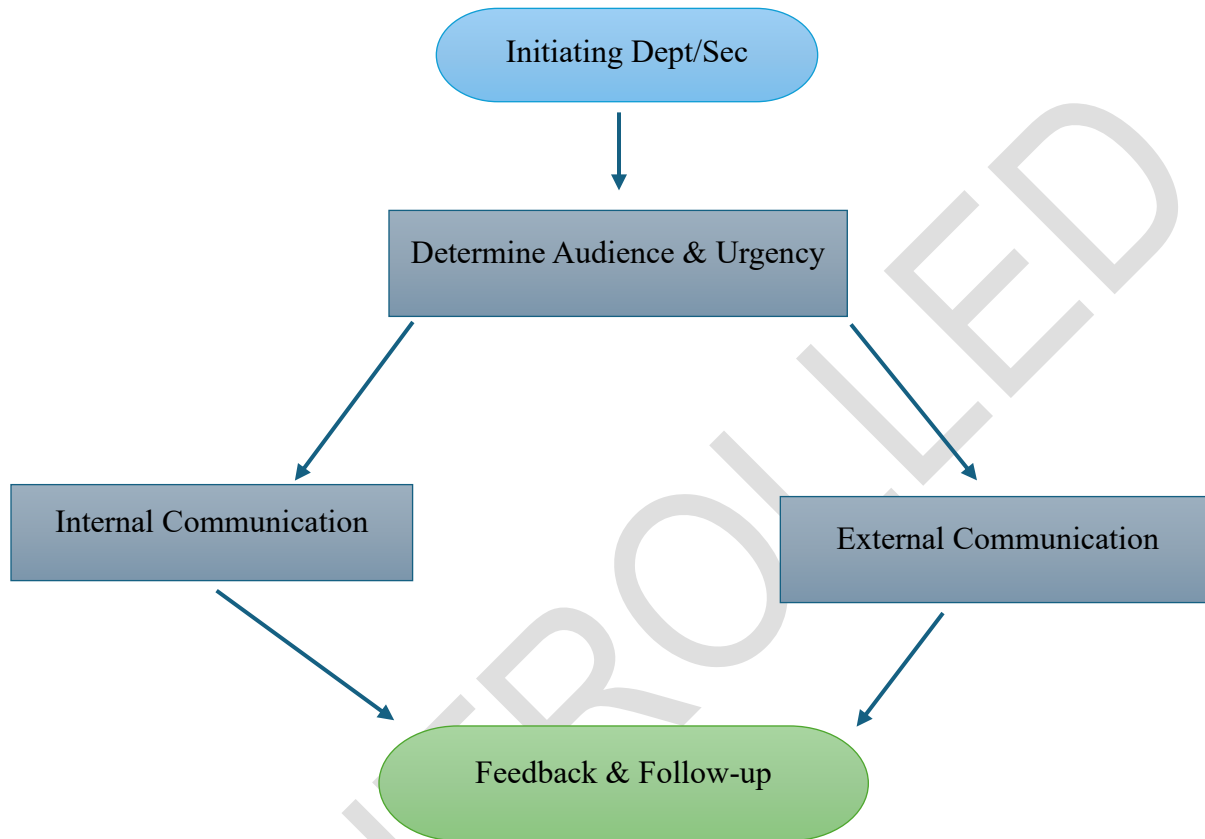 Initiating Dept/Sec
Determine Audience & Urgency
Internal Communication
External Communication
Feedback & Follow-up